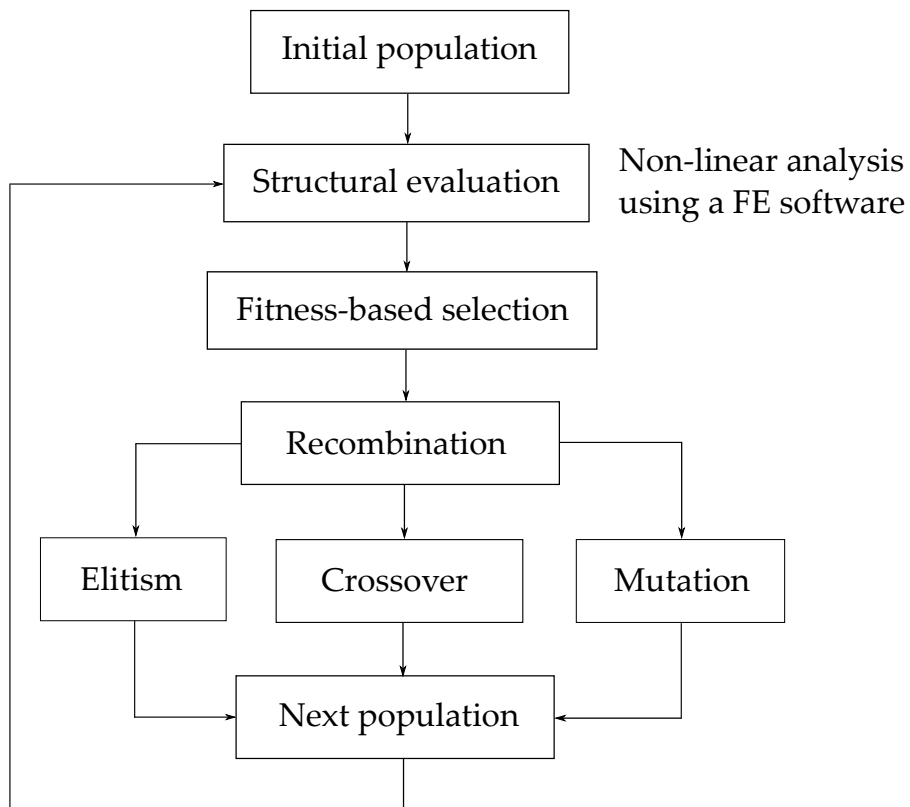 Initial population
Structural evaluation
Non-linear analysis
using a FE software
Fitness-based selection
Recombination
Elitism
Crossover
Mutation
Next population